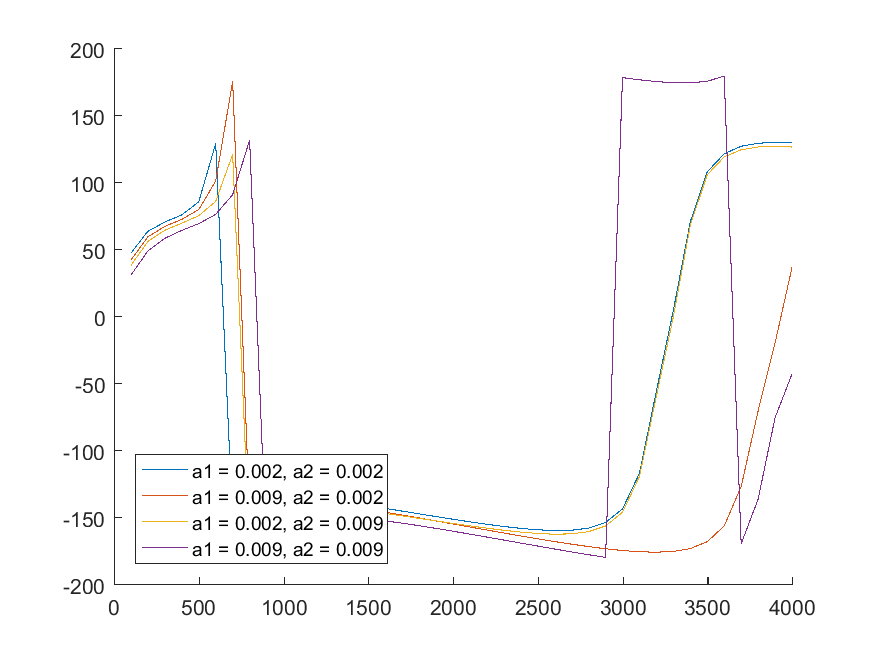 200
150
100
50
0
-50
-100
-150
-200
a1 = 0.002, a2 = 0.002
a1 = 0.009, a2 = 0.002
a1 = 0.002, a2 = 0.009
a1 = 0.009, a2 = 0.009
0 500 1000 1500 2000 2500 3000 3500 4000